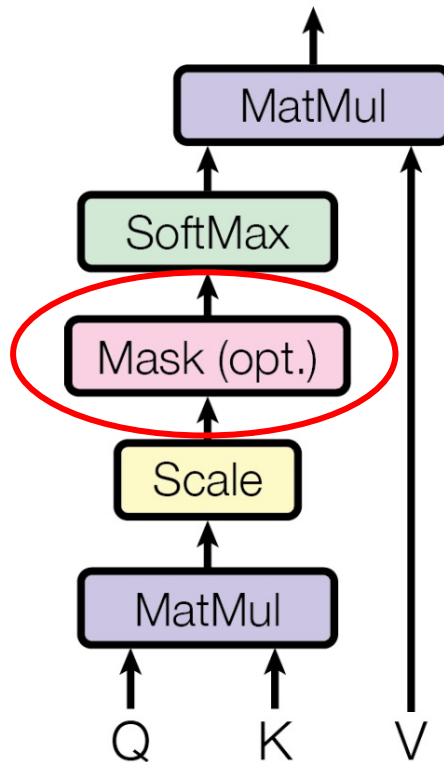 MatMul
SoftMax
Mask (opt.)
Scale
MatMul
Q K V